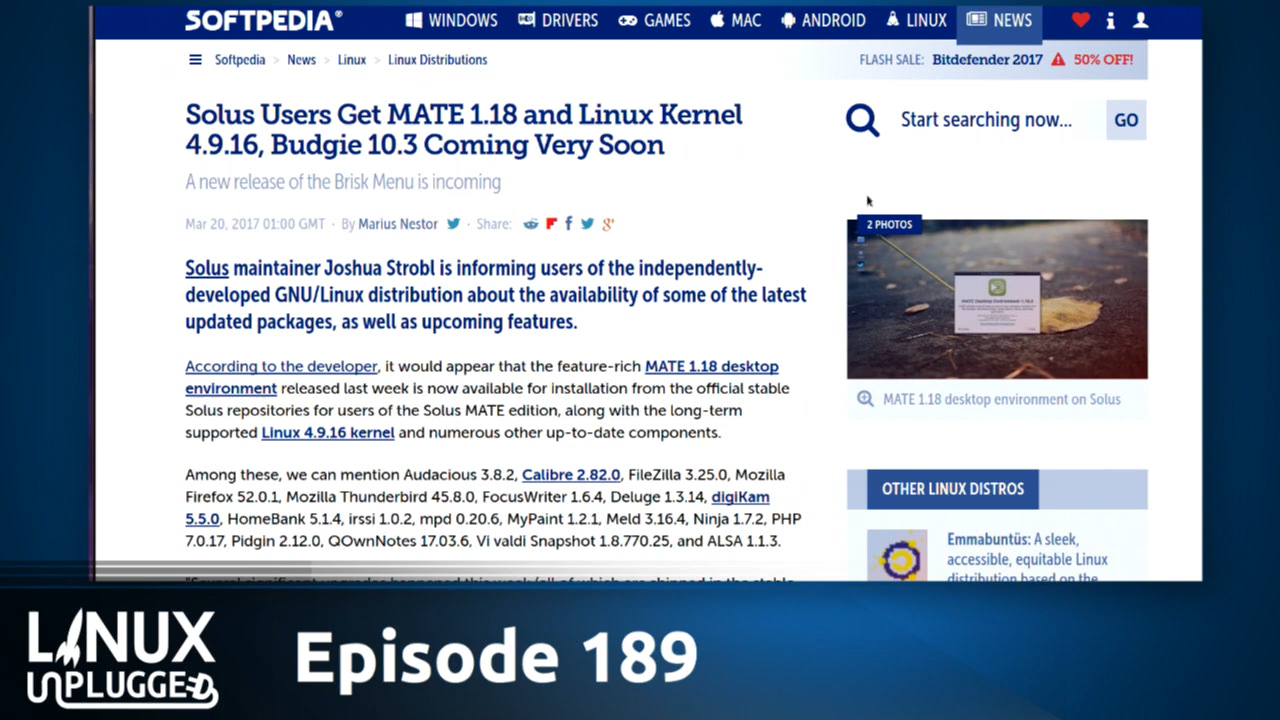 SOFTPEDIA®
WINDOWS DRIVERS GAMES MAC ANDROID LINUX NEWS
Softpedia > News > Linux > Linux Distributions
FLASH SALE: Bitdefender 2017 50% OFF!
Solus Users Get MATE 1.18 and Linux Kernel
4.9.16, Budgie 10.3 Coming Very Soon
A new release of the Brisk Menu is incoming
Mar 20, 2017 01:00 GMT · By Marius Nestor · Share:
Solus maintainer Joshua Strobl is informing users of the independently-
developed GNU/Linux distribution about the availability of some of the latest
updated packages, as well as upcoming features.
According to the developer, it would appear that the feature-rich MATE 1.18 desktop
environment released last week is now available for installation from the official stable
Solus repositories for users of the Solus MATE edition, along with the long-term
supported Linux 4.9.16 kernel and numerous other up-to-date components.
Among these, we can mention Audacious 3.8.2, Calibre 2.82.0, FileZilla 3.25.0, Mozilla
Firefox 52.0.1, Mozilla Thunderbird 45.8.0, FocusWriter 1.6.4, Deluge 1.3.14, digiKam
5.5.0, HomeBank 5.1.4, irssi 1.0.2, mpd 0.20.6, MyPaint 1.2.1, Meld 3.16.4, Ninja 1.7.2, PHP
7.0.17, Pidgin 2.12.0, QOwnNotes 17.03.6, Vi valdi Snapshot 1.8.770.25, and ALSA 1.1.3.
Start searching now... GO
2 PHOTOS
MATE 1.18 desktop environment on Solus
OTHER LINUX DISTROS
Emmabuntüs: A sleek,
accessible, equitable Linux
distribution based on the
LINUX
UNPLUGGED
Episode 189